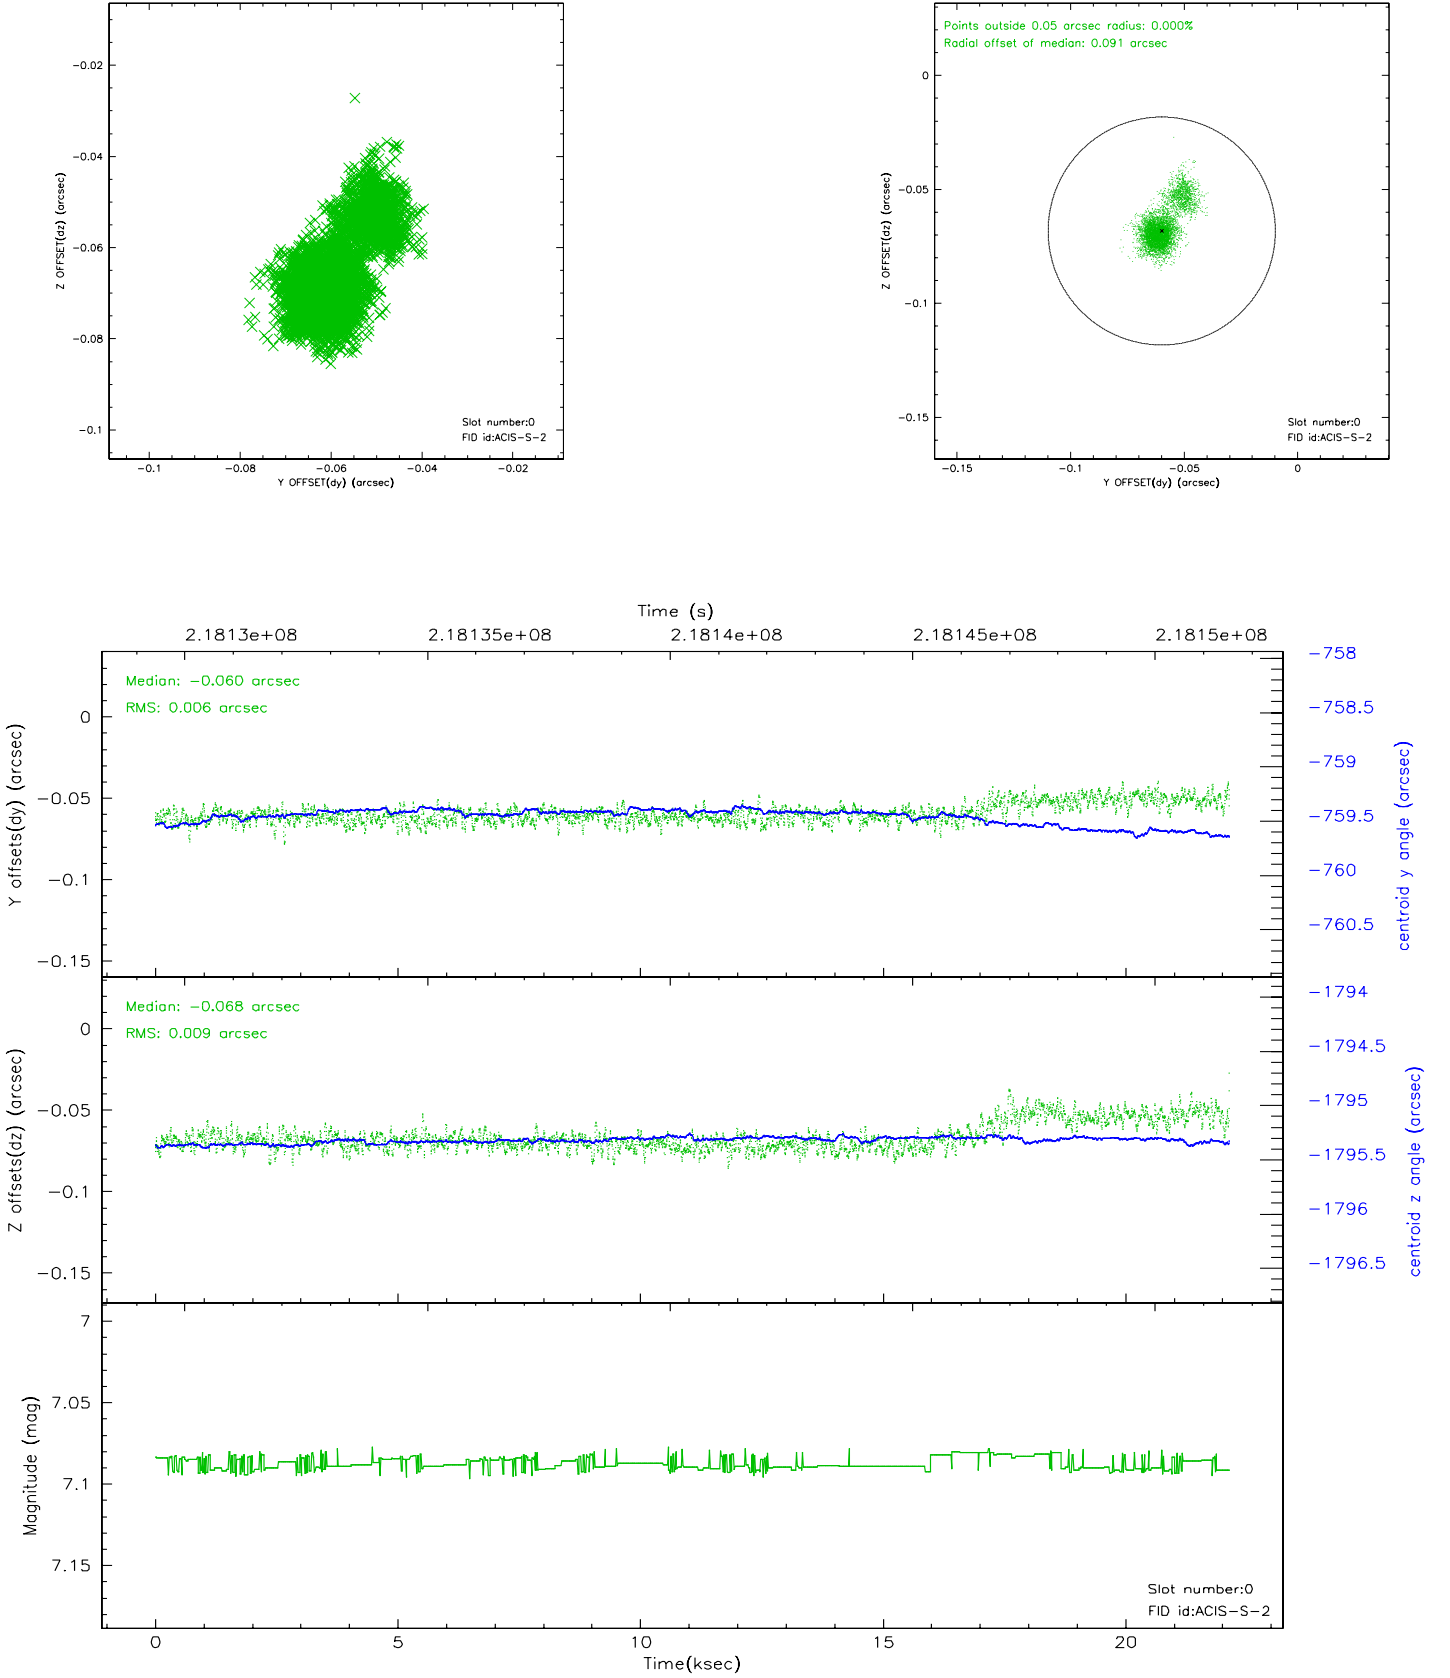 −0.02
−0.04
−0.06
−0.08
−0.1
Z OFFSET(dz) (arcsec)
Slot number:0
FID id:ACIS−S−2
−0.1 −0.08 −0.06 −0.04 −0.02
Y OFFSET(dy) (arcsec)
Points outside 0.05 arcsec radius: 0.000%
Radial offset of median: 0.091 arcsec
0
−0.05
−0.1
−0.15
Z OFFSET(dz) (arcsec)
Slot number:0
FID id:ACIS−S−2
−0.15 −0.1 −0.05 0
Y OFFSET(dy) (arcsec)
Time (s)
2.1813e+08 2.18135e+08 2.1814e+08 2.18145e+08 2.1815e+08
Median: −0.060 arcsec
RMS: 0.006 arcsec
0
−0.05
−0.1
−0.15
Y offsets(dy) (arcsec)
−758
−758.5
−759
−759.5
−760
−760.5
centroid y angle (arcsec)
Median: −0.068 arcsec
RMS: 0.009 arcsec
0
−0.05
−0.1
−0.15
Z offsets(dz) (arcsec)
−1794
−1794.5
−1795
−1795.5
−1796
−1796.5
centroid z angle (arcsec)
7
7.05
7.1
7.15
Magnitude (mag)
Slot number:0
FID id:ACIS−S−2
0 5 10 15 20
Time(ksec)